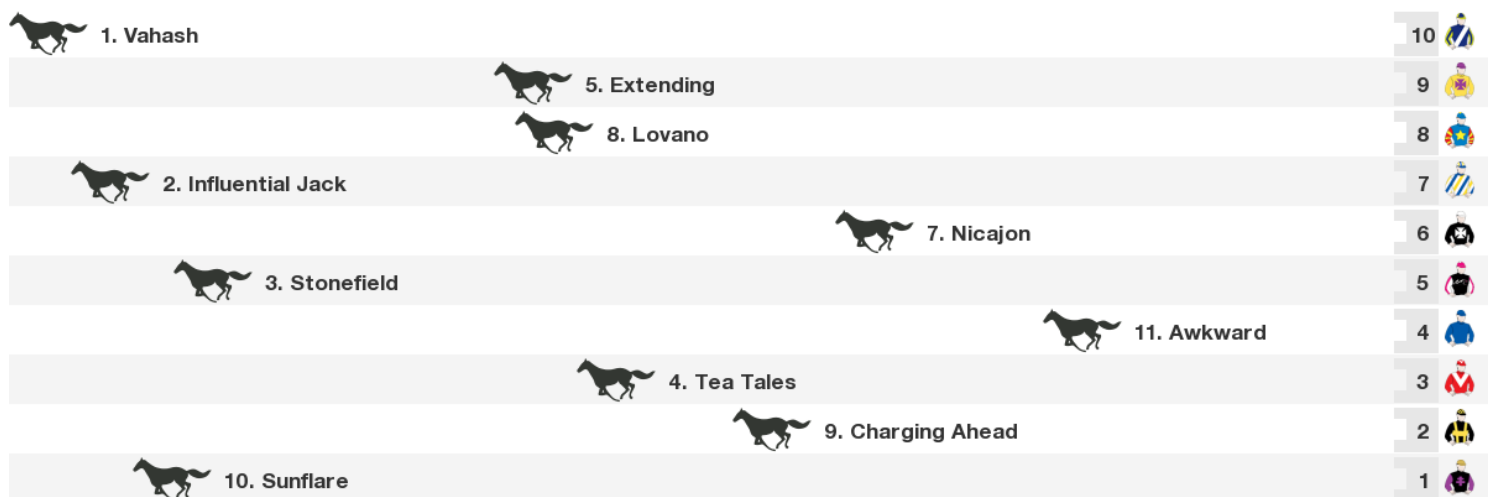 1. Vahash 10
5. Extending 9
8. Lovano 8
2. Influential Jack 7
7. Nicajon 6
3. Stonefield 5
11. Awkward 4
4. Tea Tales 3
9. Charging Ahead 2
10. Sunflare 1